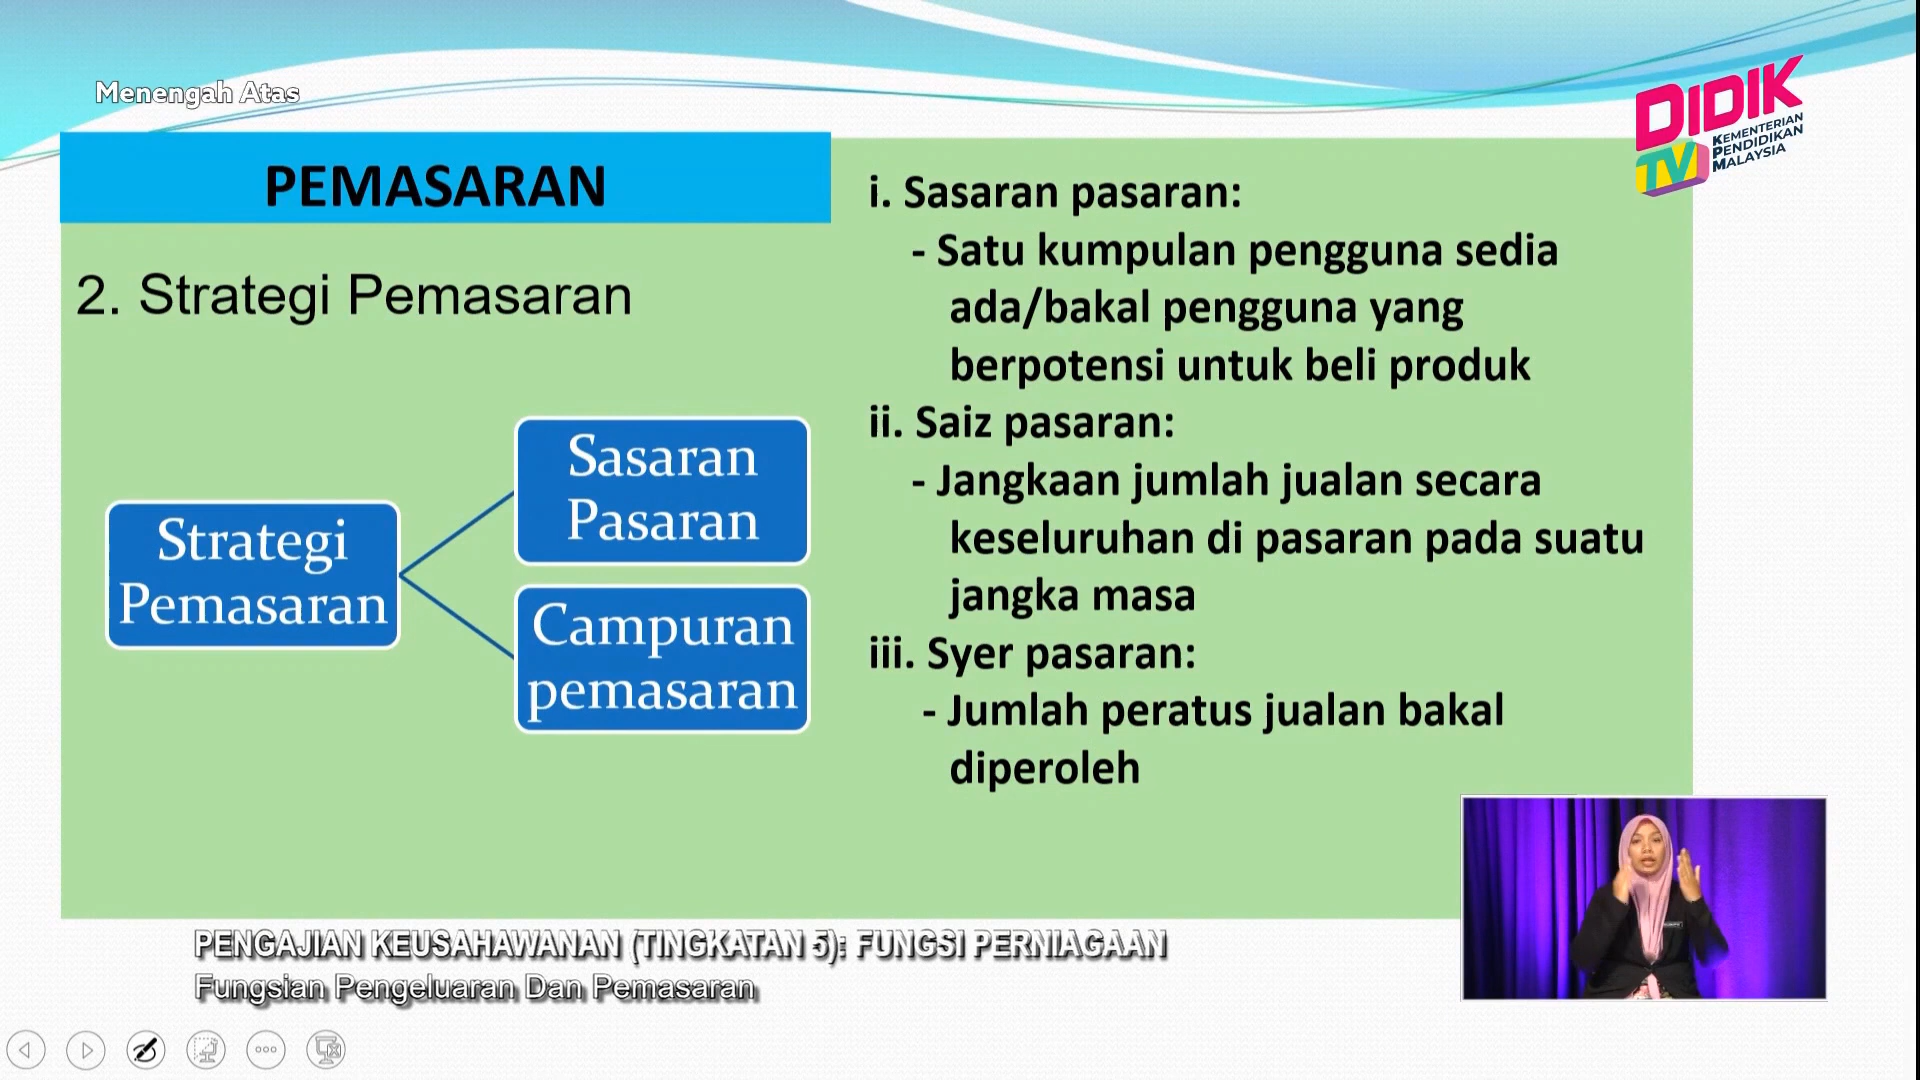 Menengah Atas
DIDIK
TV
KEMENTERIAN
PENDIDIKAN
MALAYSIA
PEMASARAN
2. Strategi Pemasaran
Strategi
Pemasaran
Sasaran
Pasaran
Campuran
pemasaran
i. Sasaran pasaran:
- Satu kumpulan pengguna sedia
ada/bakal pengguna yang
berpotensi untuk beli produk
ii. Saiz pasaran:
- Jangkaan jumlah jualan secara
keseluruhan di pasaran pada suatu
jangka masa
iii. Syer pasaran:
- Jumlah peratus jualan bakal
diperoleh
PENGAJIAN KEUSAHAWANAN (TINGKATAN 5): FUNGSI PERNIAGAAN
Fungsian Pengeluaran Dan Pemasaran